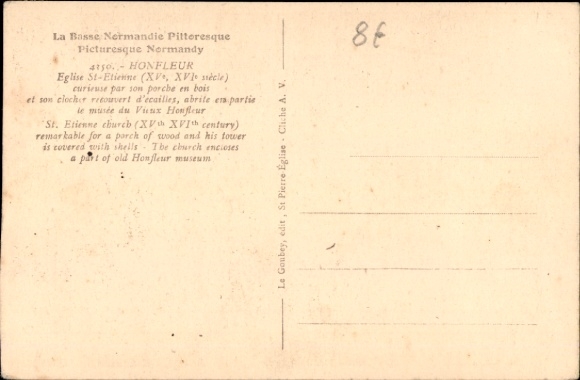 La Basse Normandie Pittoresque
Picturesque Normandy
4256. - HONFLEUR
Eglise St-Etienne (XVe, XVIe siècle)
curieuse par son porche en bois
et son clocher recouvert d'écailles, abrite en partie
le musée du Vieux Honfleur
St. Etienne church (XVth XVIth century)
remarkable for a porch of wood and his tower
is covered with shells - The church encloses
a part of old Honfleur museum
Le Goubey, édit., St Pierre-Église - Cliché A. V.
8€